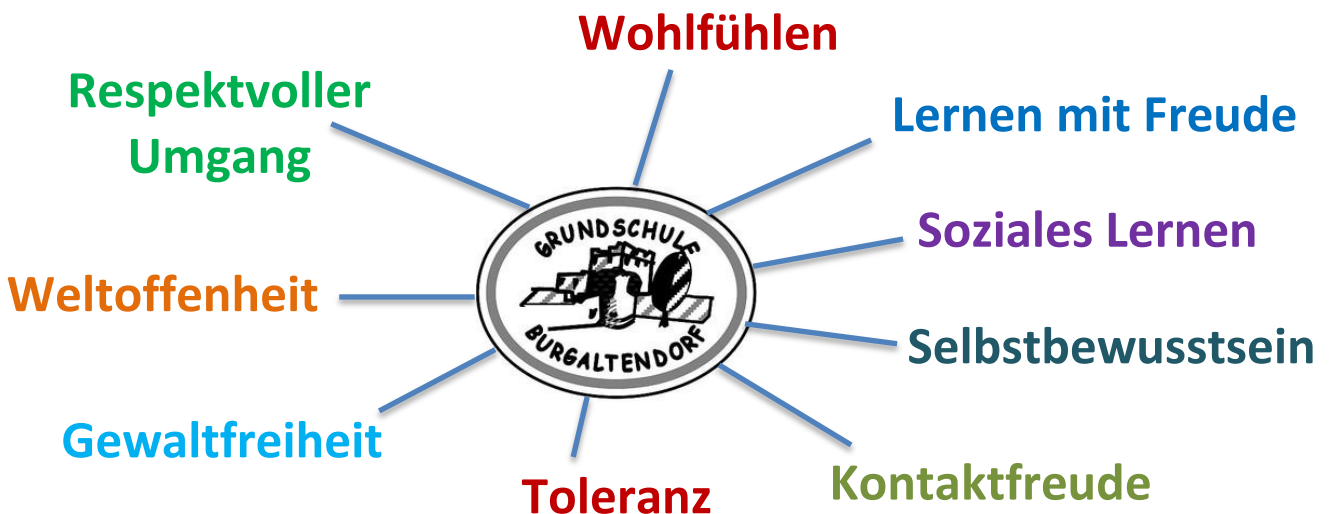 Wohlfühlen
Respektvoller
Umgang
Lernen mit Freude
Soziales Lernen
Weltoffenheit
GRUNDSCHULE
BURGALTENDORF
Selbstbewusstsein
Gewaltfreiheit
Kontaktfreude
Toleranz